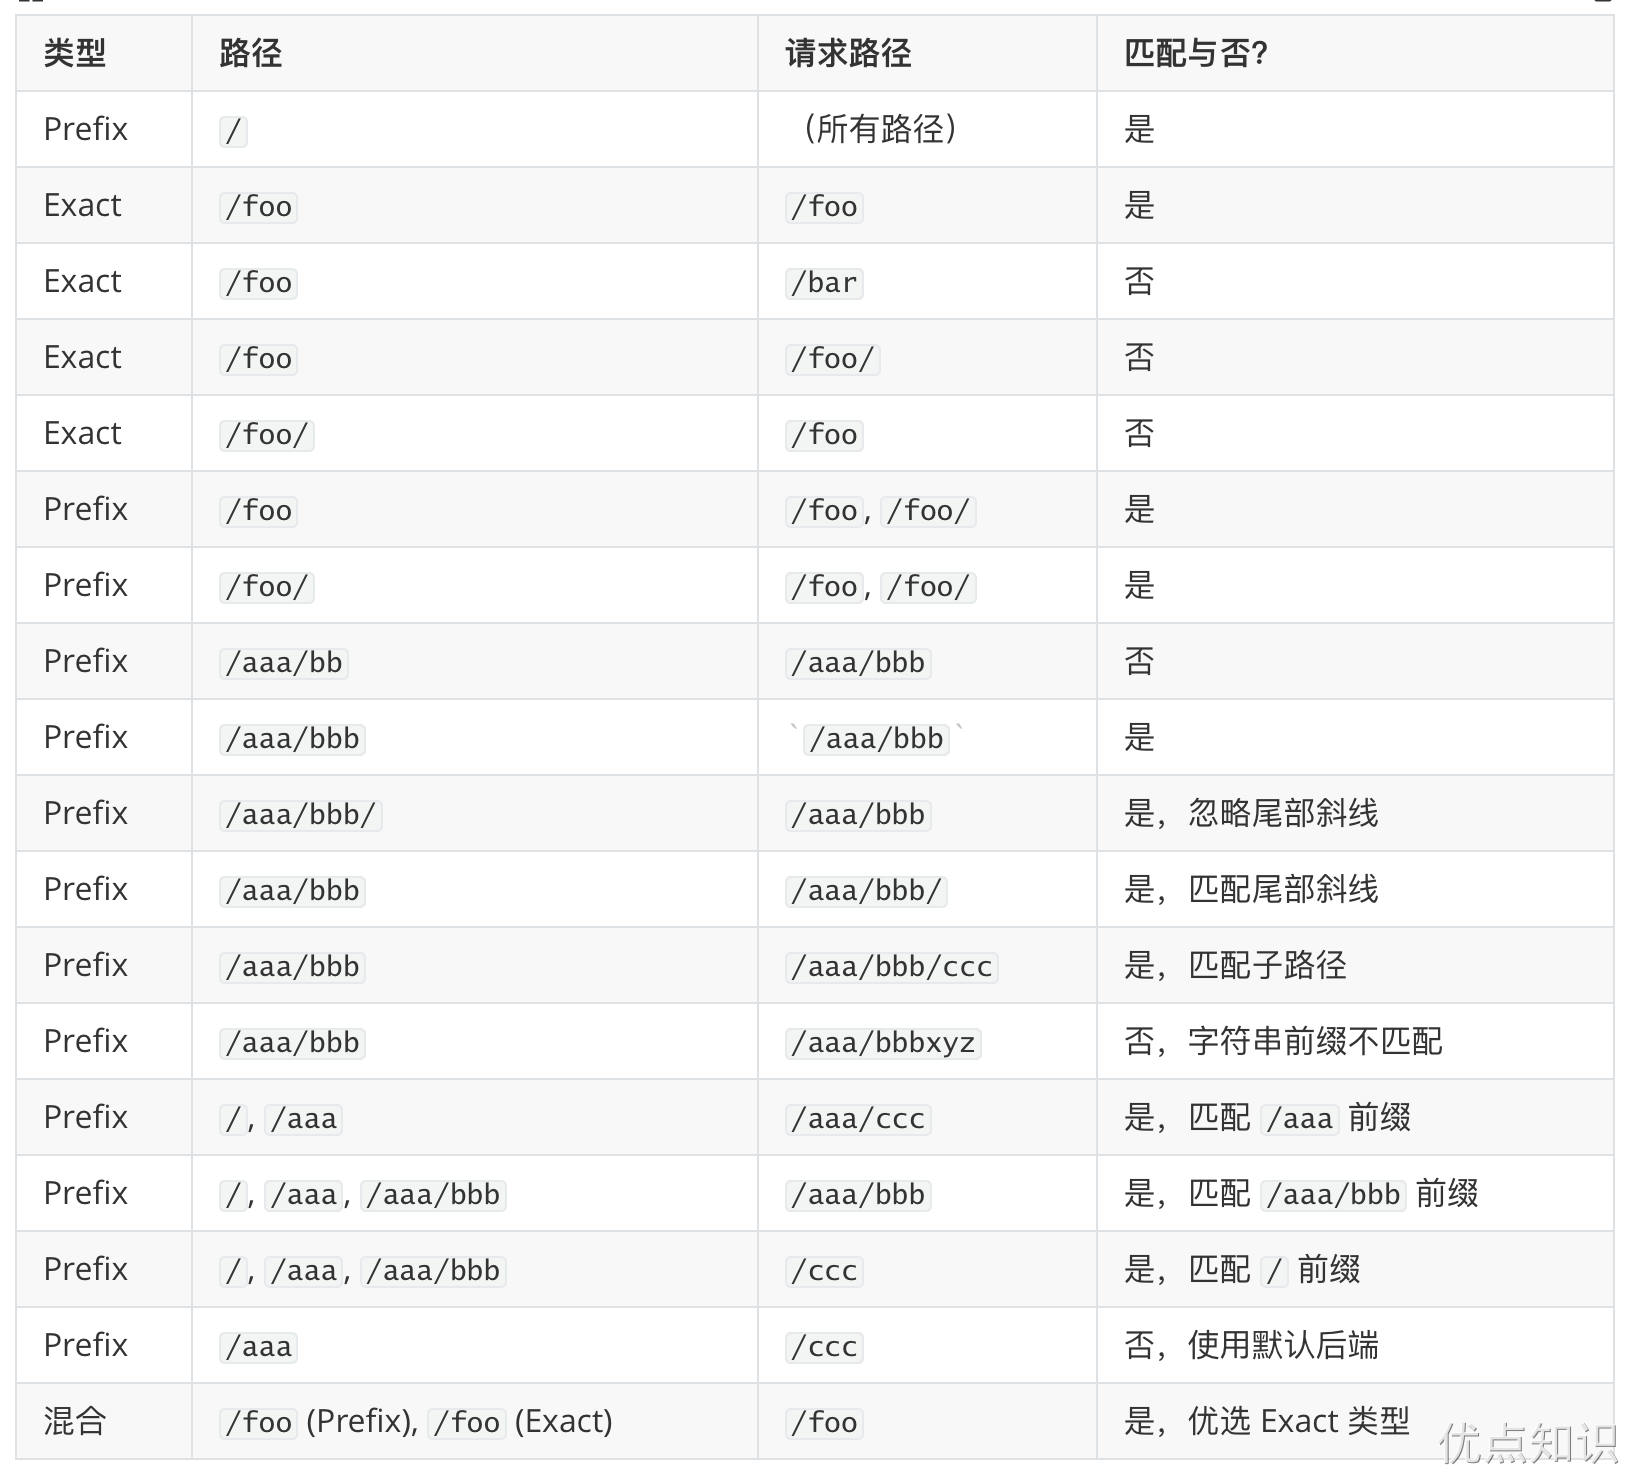 类型 路径 请求路径 匹配与否?
Prefix / （所有路径） 是
Exact /foo /foo 是
Exact /foo /bar 否
Exact /foo /foo/ 否
Exact /foo/ /foo 否
Prefix /foo /foo, /foo/ 是
Prefix /foo/ /foo, /foo/ 是
Prefix /aaa/bb /aaa/bbb 否
Prefix /aaa/bbb `/aaa/bbb` 是
Prefix /aaa/bbb/ /aaa/bbb 是，忽略尾部斜线
Prefix /aaa/bbb /aaa/bbb/ 是，匹配尾部斜线
Prefix /aaa/bbb /aaa/bbb/ccc 是，匹配子路径
Prefix /aaa/bbb /aaa/bbbxyz 否，字符串前缀不匹配
Prefix /, /aaa /aaa/ccc 是，匹配 /aaa 前缀
Prefix /, /aaa, /aaa/bbb /aaa/bbb 是，匹配 /aaa/bbb 前缀
Prefix /, /aaa, /aaa/bbb /ccc 是，匹配 / 前缀
Prefix /aaa /ccc 否，使用默认后端
混合 /foo (Prefix), /foo (Exact) /foo 是，优选 Exact 类型
优点知识